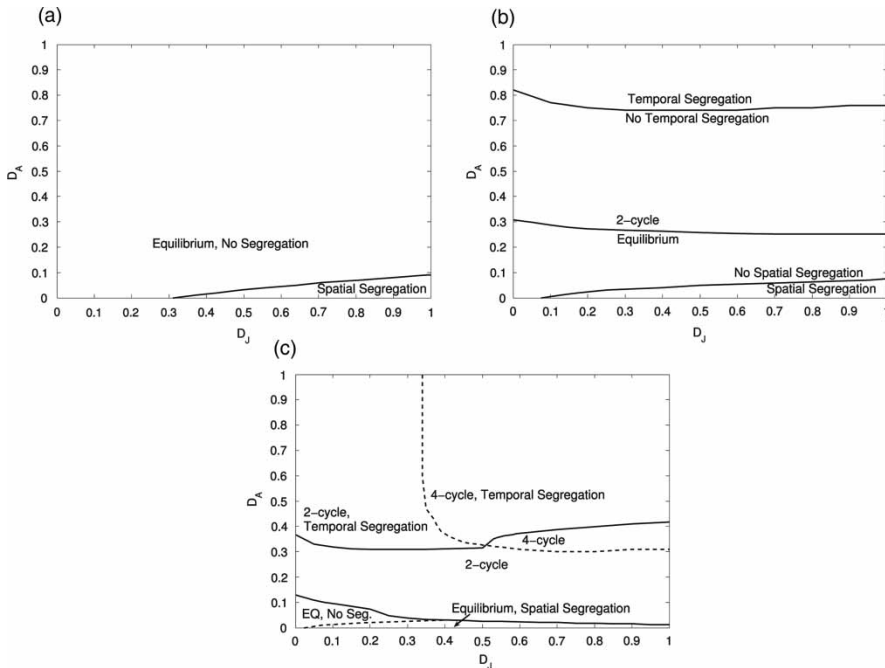 (a)
1
0.9
0.8
0.7
0.6
0.5
0.4
0.3
0.2
0.1
0
D_A
Equilibrium, No Segregation
Spatial Segregation
0 0.1 0.2 0.3 0.4 0.5 0.6 0.7 0.8 0.9 1
D_J
(b)
1
0.9
0.8
0.7
0.6
0.5
0.4
0.3
0.2
0.1
0
D_A
Temporal Segregation
No Temporal Segregation
2-cycle
Equilibrium
No Spatial Segregation
Spatial Segregation
0 0.1 0.2 0.3 0.4 0.5 0.6 0.7 0.8 0.9 1
D_J
(c)
1
0.9
0.8
0.7
0.6
0.5
0.4
0.3
0.2
0.1
0
D_A
4-cycle, Temporal Segregation
2-cycle,
Temporal Segregation
4-cycle
2-cycle
EQ, No Seg.
Equilibrium, Spatial Segregation
0 0.1 0.2 0.3 0.4 0.5 0.6 0.7 0.8 0.9 1
D_J